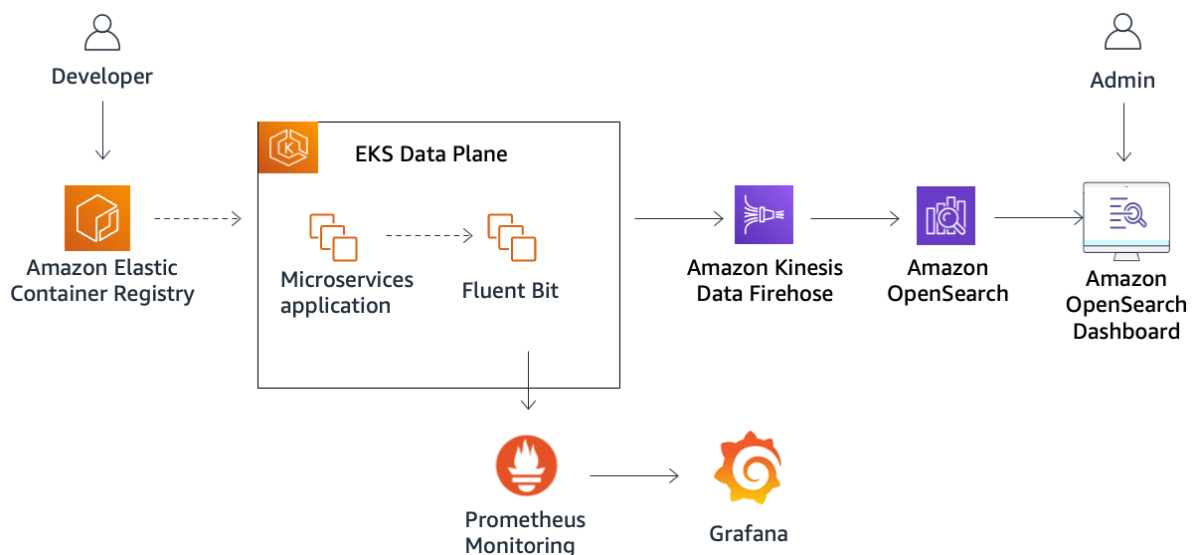 Developer
Admin
EKS Data Plane
Amazon Elastic
Container Registry
Microservices
application
Fluent Bit
Amazon Kinesis
Data Firehose
Amazon
OpenSearch
Amazon
OpenSearch
Dashboard
Prometheus
Monitoring
Grafana